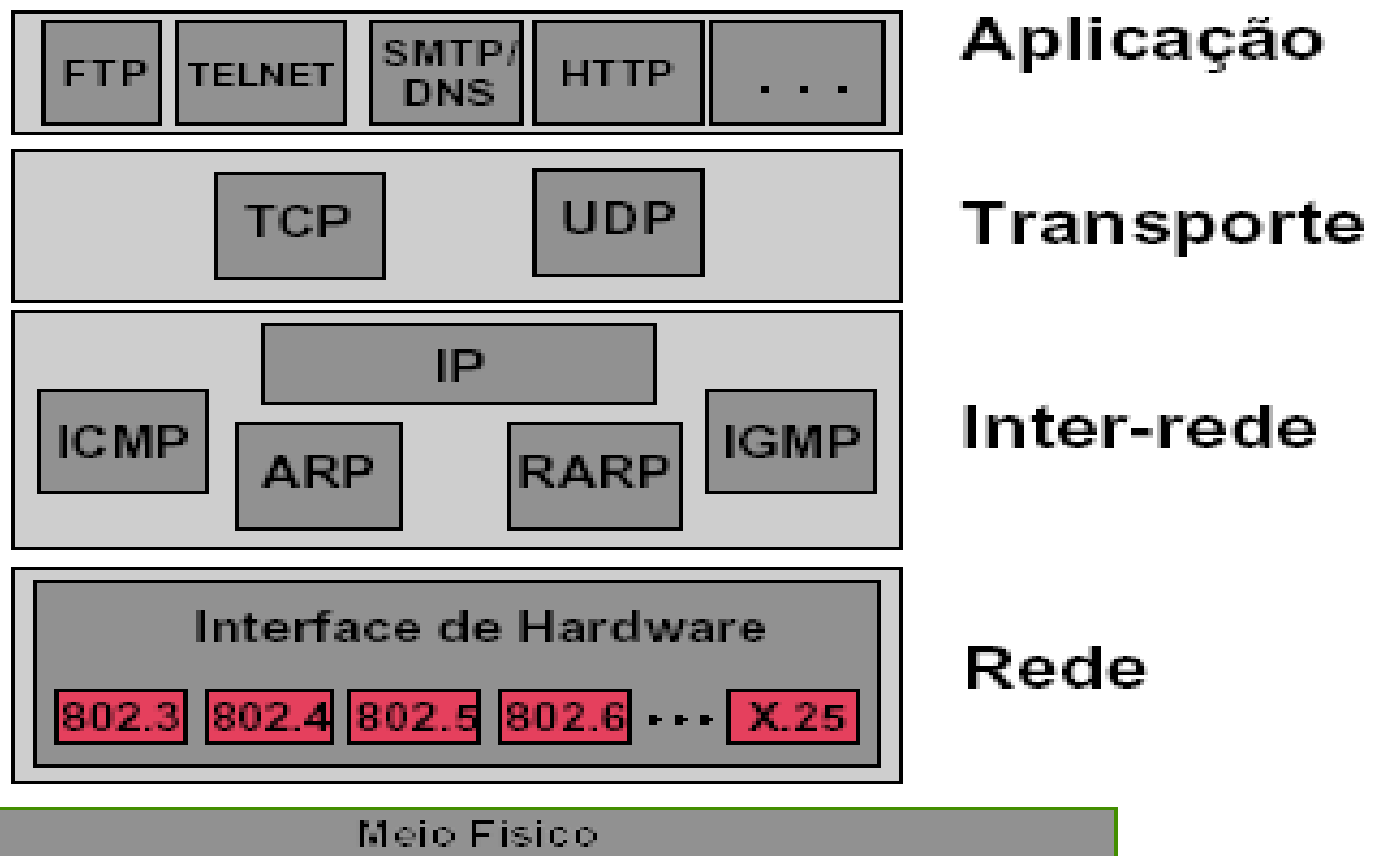 Aplicação
FTP
TELNET
SMTP/
DNS
HTTP
. . .
Transporte
TCP
UDP
Inter-rede
IP
ICMP
ARP
RARP
IGMP
Rede
Interface de Hardware
802.3
802.4
802.5
802.6
...
X.25
Meio Fisico